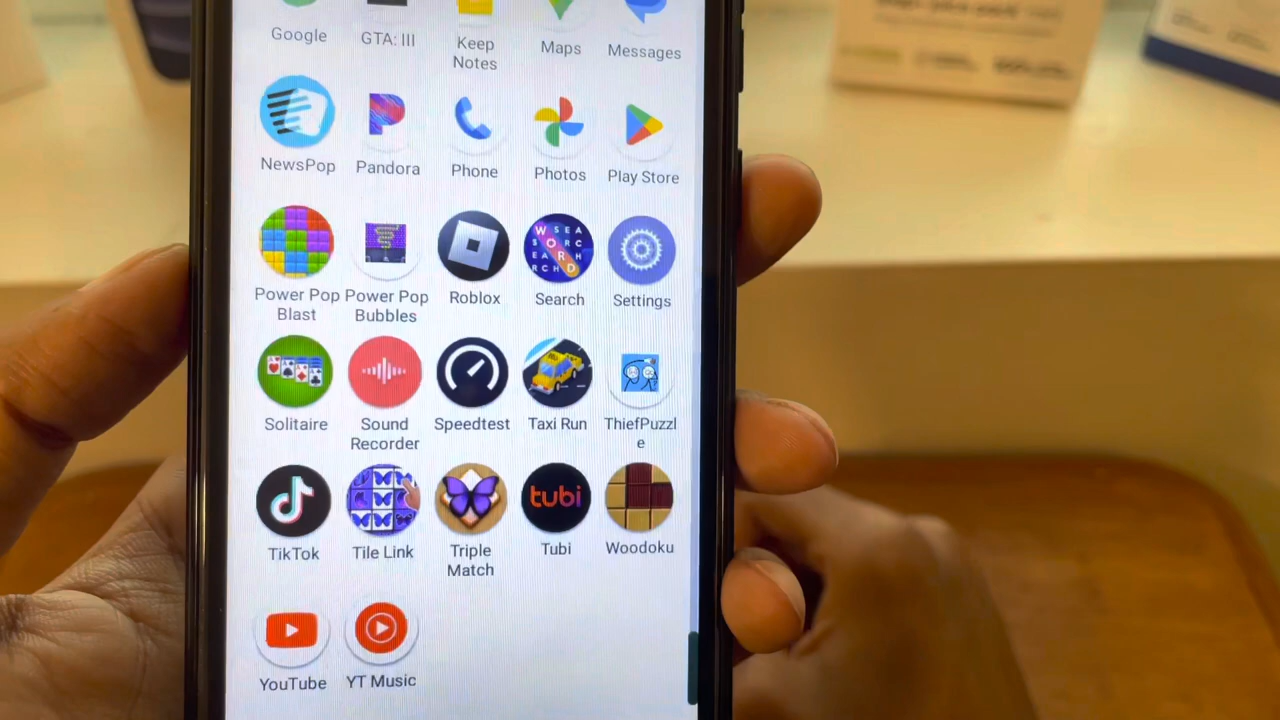 Google GTA: III Keep Notes Maps Messages
NewsPop Pandora Phone Photos Play Store
W S E A
S O R C
E A R H
R C H D
tubi
Power Pop Blast Power Pop Bubbles Roblox Search Settings
Solitaire Sound Recorder Speedtest Taxi Run ThiefPuzzle
TikTok Tile Link Triple Match Tubi Woodoku
YouTube YT Music